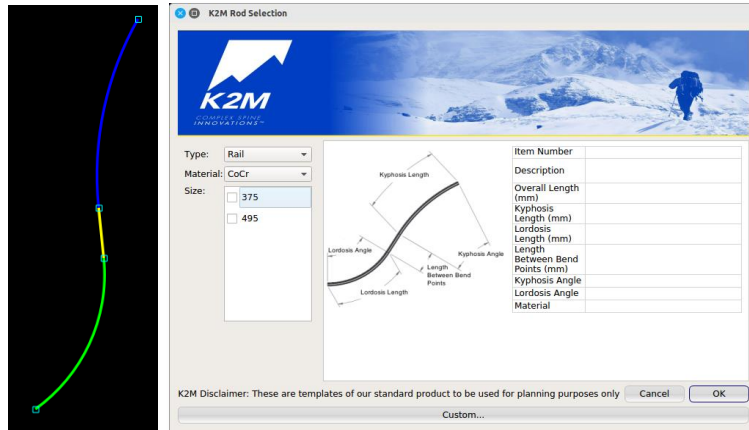 K2M Rod Selection
K2M
COMPLEX SPINE
INNOVATIONS™
Type: Rail
Material: CoCr
Size:
375
495
Kyphosis Length
Lordosis Angle
Kyphosis Angle
Length
Between Bend
Points
Lordosis Length
Item Number
Description
Overall Length
(mm)
Kyphosis
Length (mm)
Lordosis
Length (mm)
Length
Between Bend
Points (mm)
Kyphosis Angle
Lordosis Angle
Material
K2M Disclaimer: These are templates of our standard product to be used for planning purposes only
Cancel
OK
Custom...